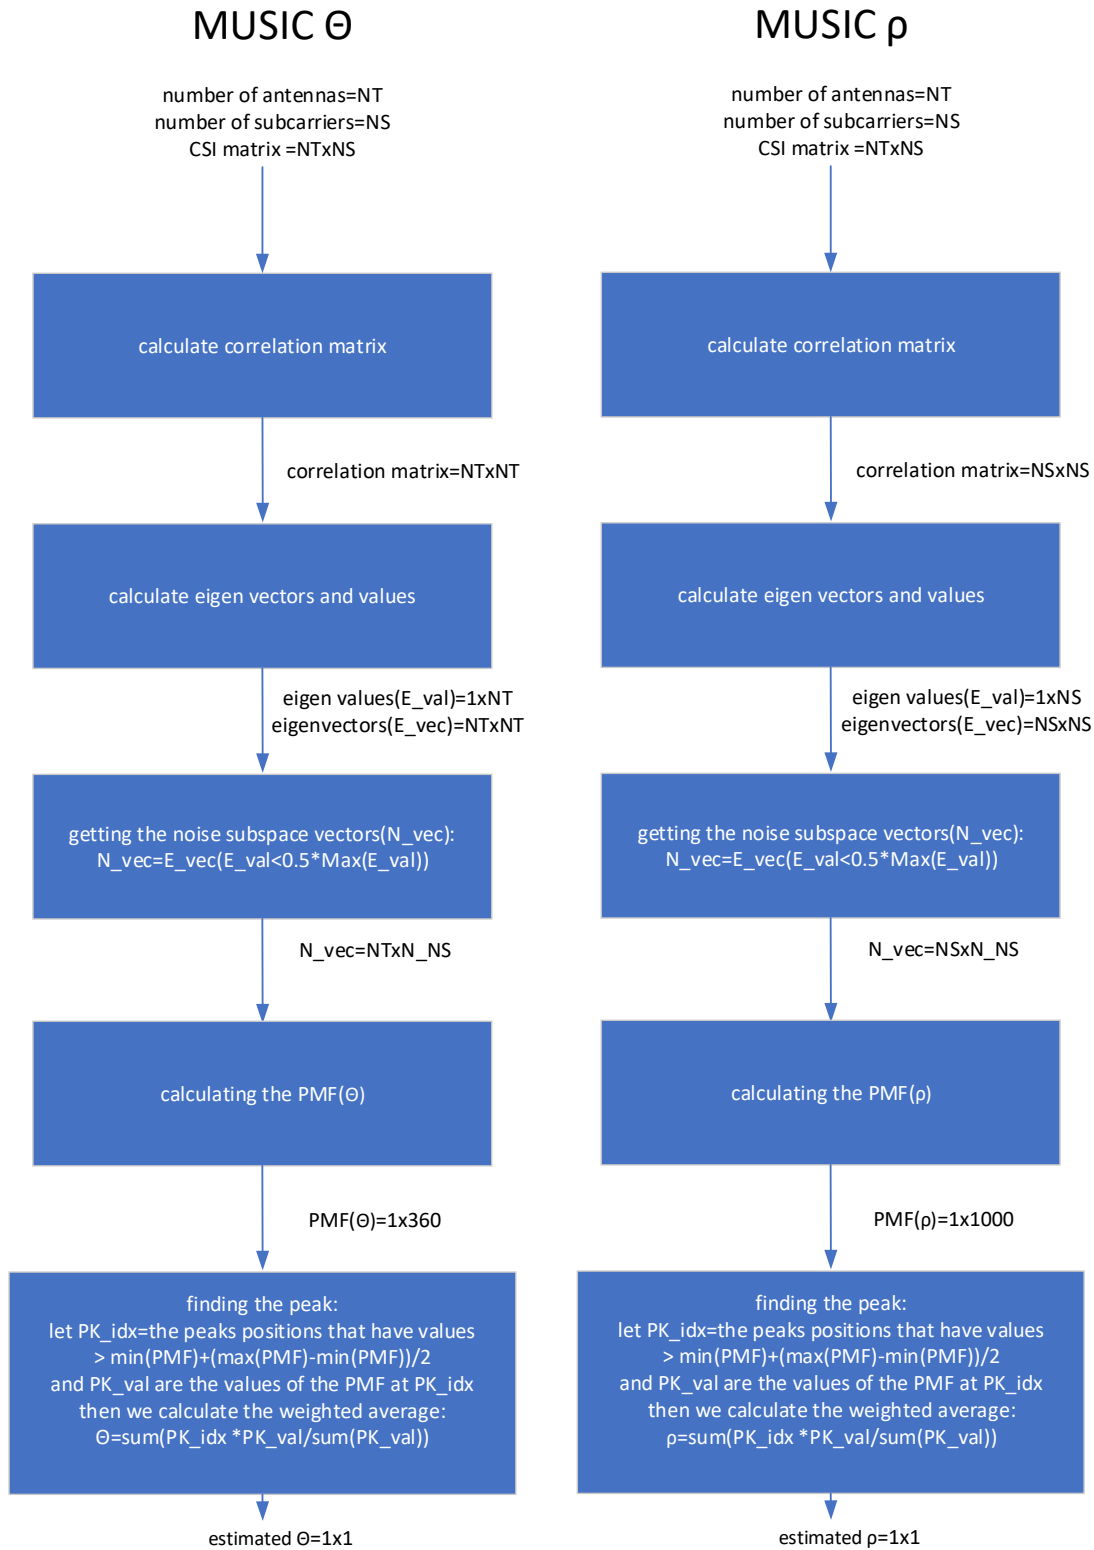 MUSIC Θ
number of antennas=NT
number of subcarriers=NS
CSI matrix =NTxNS
calculate correlation matrix
correlation matrix=NTxNT
calculate eigen vectors and values
eigen values(E_val)=1xNT
eigenvectors(E_vec)=NTxNT
getting the noise subspace vectors(N_vec):
N_vec=E_vec(E_val<0.5*Max(E_val))
N_vec=NTxN_NS
calculating the PMF(Θ)
PMF(Θ)=1x360
finding the peak:
let PK_idx=the peaks positions that have values
> min(PMF)+(max(PMF)-min(PMF))/2
and PK_val are the values of the PMF at PK_idx
then we calculate the weighted average:
Θ=sum(PK_idx *PK_val/sum(PK_val))
estimated Θ=1x1
MUSIC ρ
number of antennas=NT
number of subcarriers=NS
CSI matrix =NTxNS
calculate correlation matrix
correlation matrix=NSxNS
calculate eigen vectors and values
eigen values(E_val)=1xNS
eigenvectors(E_vec)=NSxNS
getting the noise subspace vectors(N_vec):
N_vec=E_vec(E_val<0.5*Max(E_val))
N_vec=NSxN_NS
calculating the PMF(ρ)
PMF(ρ)=1x1000
finding the peak:
let PK_idx=the peaks positions that have values
> min(PMF)+(max(PMF)-min(PMF))/2
and PK_val are the values of the PMF at PK_idx
then we calculate the weighted average:
ρ=sum(PK_idx *PK_val/sum(PK_val))
estimated ρ=1x1